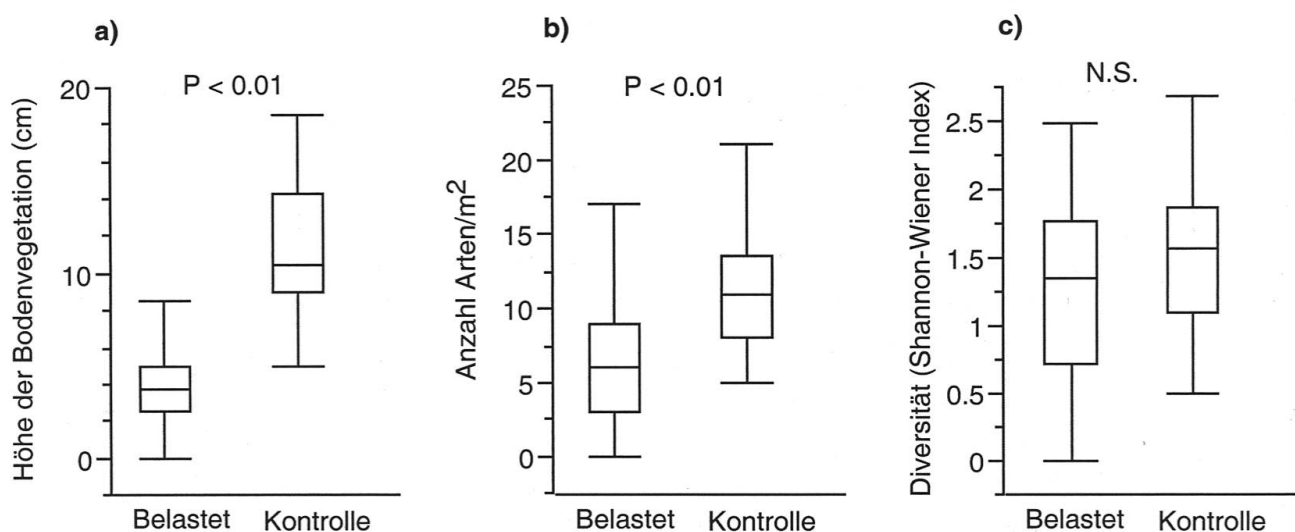 a)
P < 0.01
Höhe der Bodenvegetation (cm)
20
10
0
Belastet Kontrolle
b)
P < 0.01
Anzahl Arten/m²
25
20
15
10
5
0
Belastet Kontrolle
c)
N.S.
Diversität (Shannon-Wiener Index)
2.5
2
1.5
1
0.5
0
Belastet Kontrolle